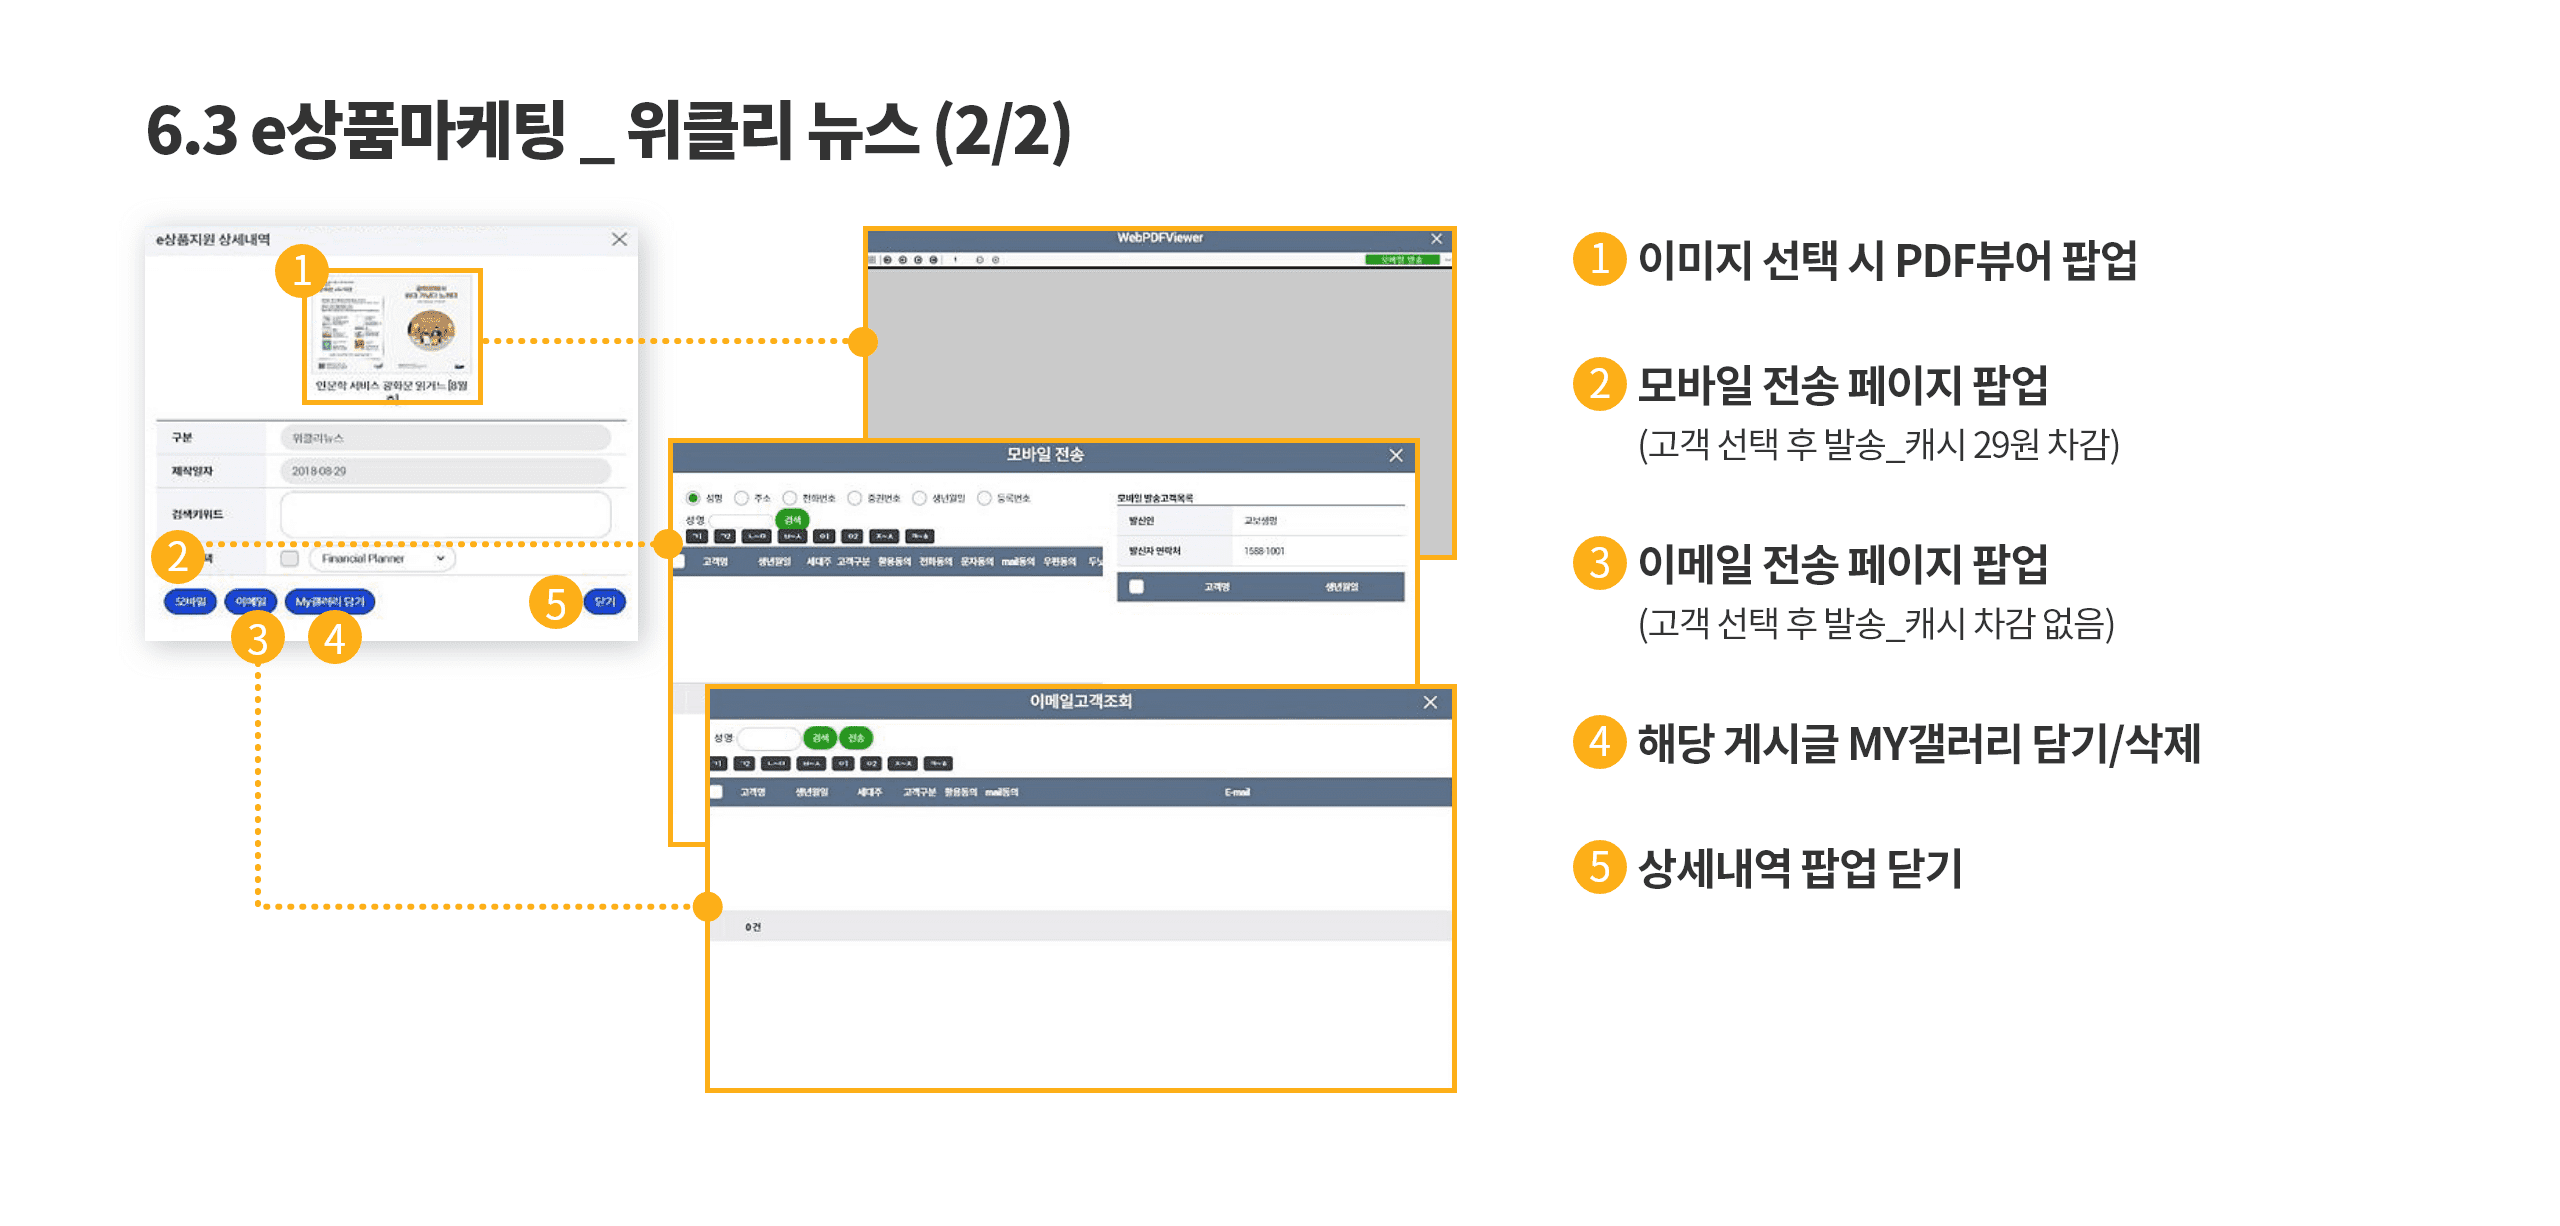 6.3 e상품마케팅 _ 위클리 뉴스 (2/2)
e상품지원 상세내역
1
인문학 서비스 광화문 읽거느 [8월
구분
위클리뉴스
제작일자
2018-08-29
검색키워드
2
Financial Planner
모바일
이메일
My갤러리 담기
5
닫기
3
4
WebPDFViewer
모바일 발송
모바일 전송
성명
주소
전화번호
증권번호
생년월일
등록번호
성명
검색
ㄱ1
ㄱ2
ㄴ~ㅁ
ㅂ~ㅅ
ㅇ1
ㅇ2
ㅈ~ㅊ
ㅋ~ㅎ
고객명
생년월일
세대주
고객구분
활용동의
전화동의
문자동의
mail동의
우편동의
모바일 발송고객목록
발신인
교보생명
발신자 연락처
1588-1001
고객명
생년월일
이메일고객조회
성명
검색
전송
ㄱ1
ㄱ2
ㄴ~ㅁ
ㅂ~ㅅ
ㅇ1
ㅇ2
ㅈ~ㅊ
ㅋ~ㅎ
고객명
생년월일
세대주
고객구분
활용동의
mail동의
E-mail
0 건
1 이미지 선택 시 PDF뷰어 팝업
2 모바일 전송 페이지 팝업
(고객 선택 후 발송_캐시 29원 차감)
3 이메일 전송 페이지 팝업
(고객 선택 후 발송_캐시 차감 없음)
4 해당 게시글 MY갤러리 담기/삭제
5 상세내역 팝업 닫기